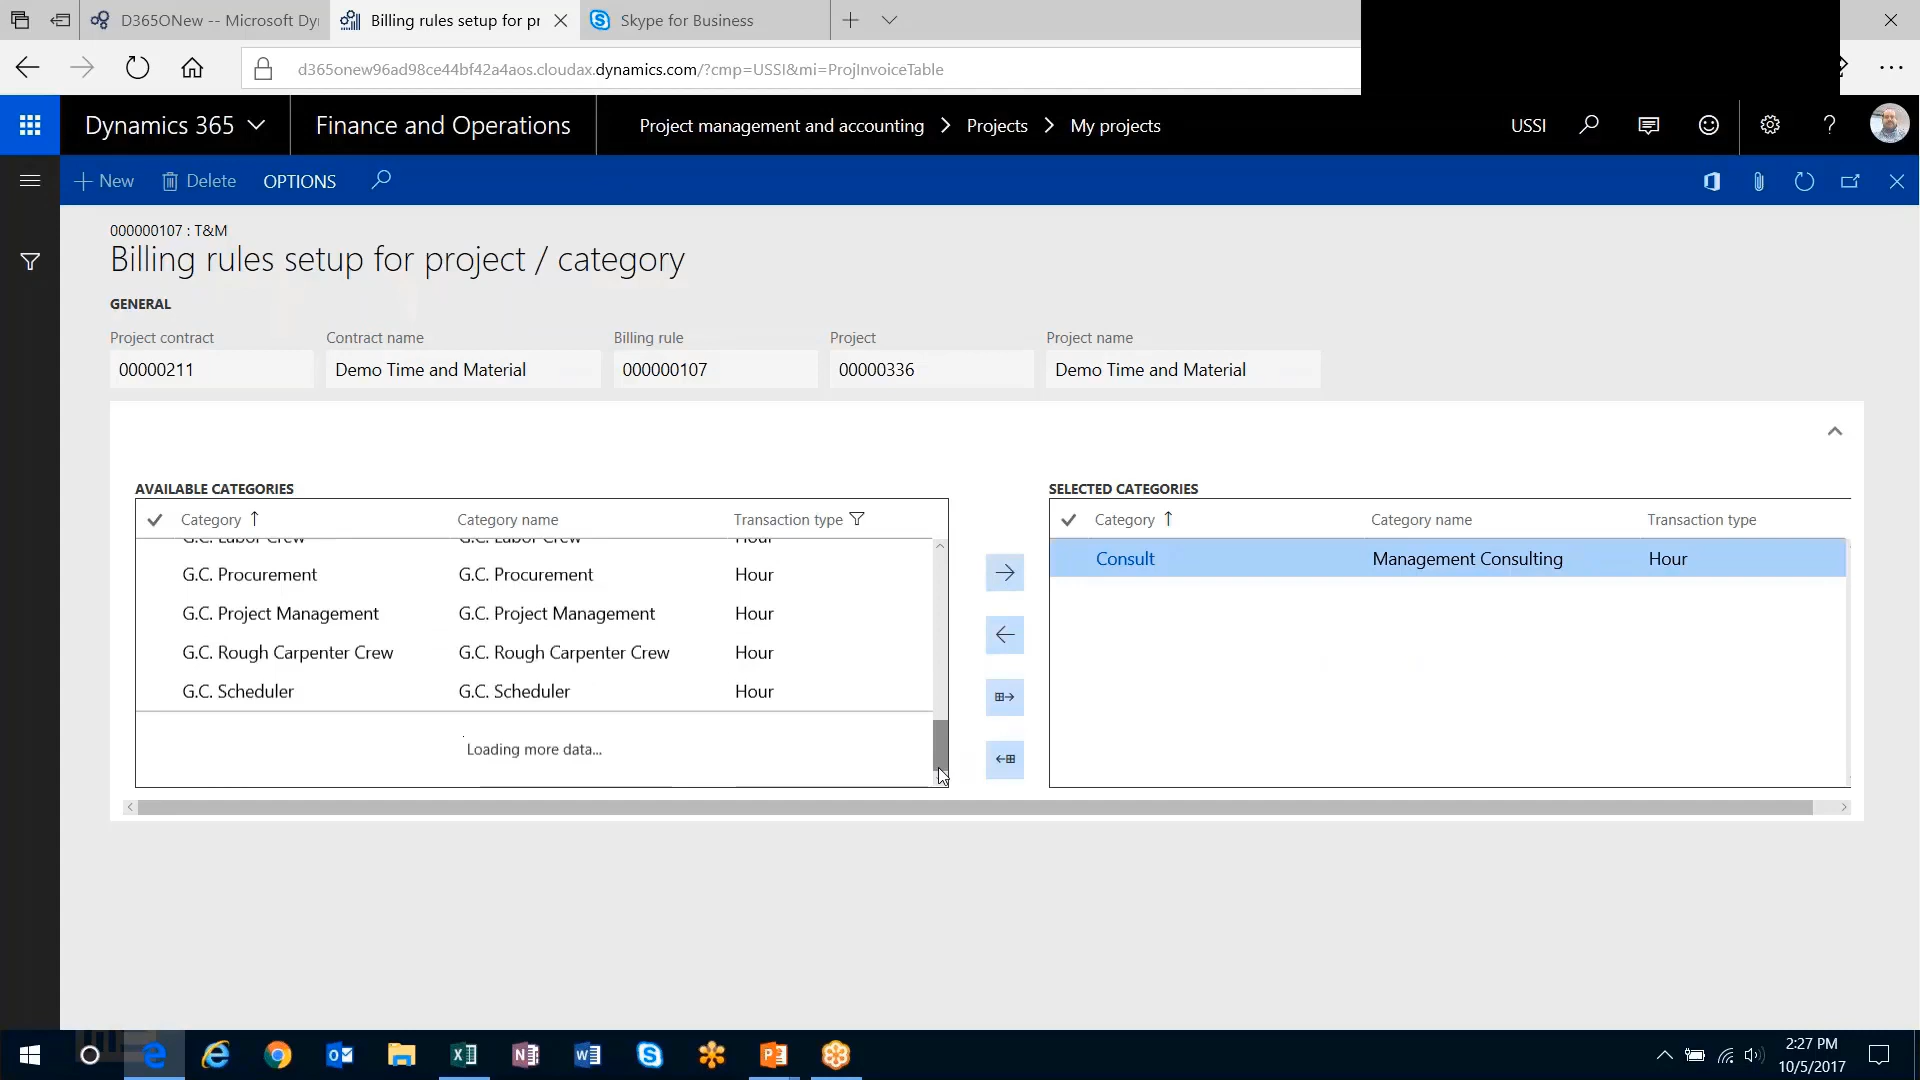 D365ONew -- Microsoft Dy
Billing rules setup for pr
Skype for Business
d365onew96ad98ce44bf42a4aos.cloudax.dynamics.com/?cmp=USSI&mi=ProjInvoiceTable
Dynamics 365
Finance and Operations
Project management and accounting > Projects > My projects
USSI
+ New
Delete
OPTIONS
000000107 : T&M
Billing rules setup for project / category
GENERAL
Project contract
Contract name
Billing rule
Project
Project name
00000211
Demo Time and Material
000000107
00000336
Demo Time and Material
AVAILABLE CATEGORIES
SELECTED CATEGORIES
Category Category name Transaction type
Category Category name Transaction type
G.C. Labor Crew G.C. Labor Crew Hour
Consult Management Consulting Hour
G.C. Procurement G.C. Procurement Hour
G.C. Project Management G.C. Project Management Hour
G.C. Rough Carpenter Crew G.C. Rough Carpenter Crew Hour
G.C. Scheduler G.C. Scheduler Hour
Loading more data...
2:27 PM
10/5/2017